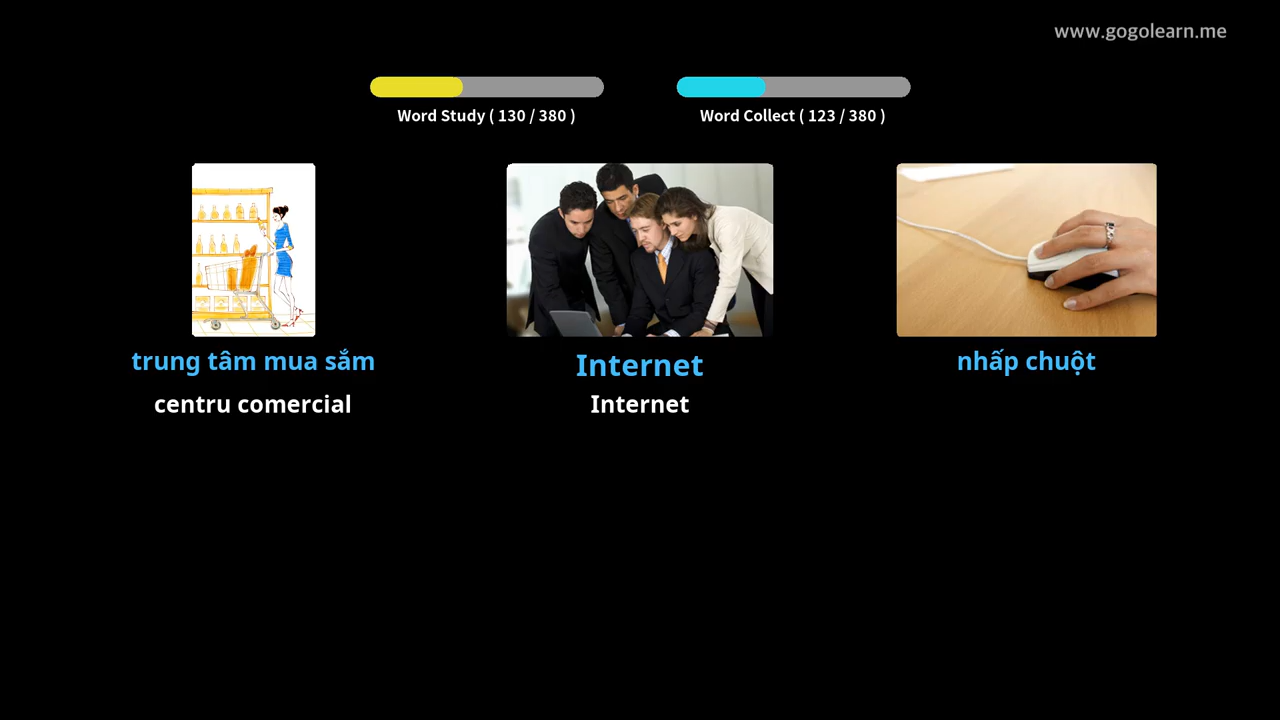 www.gogolearn.me
Word Study ( 130 / 380 )
Word Collect ( 123 / 380 )
trung tâm mua sắm
centru comercial
Internet
Internet
nhấp chuột